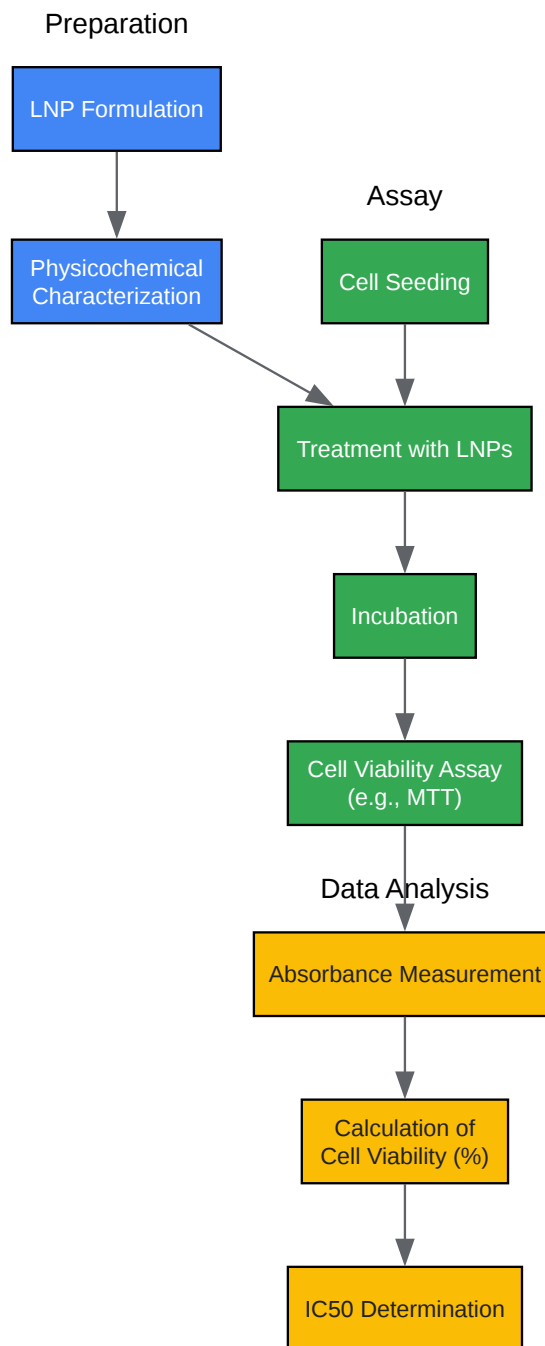 Preparation
LNP Formulation
Physicochemical
Characterization
Assay
Cell Seeding
Treatment with LNPs
Incubation
Cell Viability Assay
(e.g., MTT)
Data Analysis
Absorbance Measurement
Calculation of
Cell Viability (%)
IC50 Determination